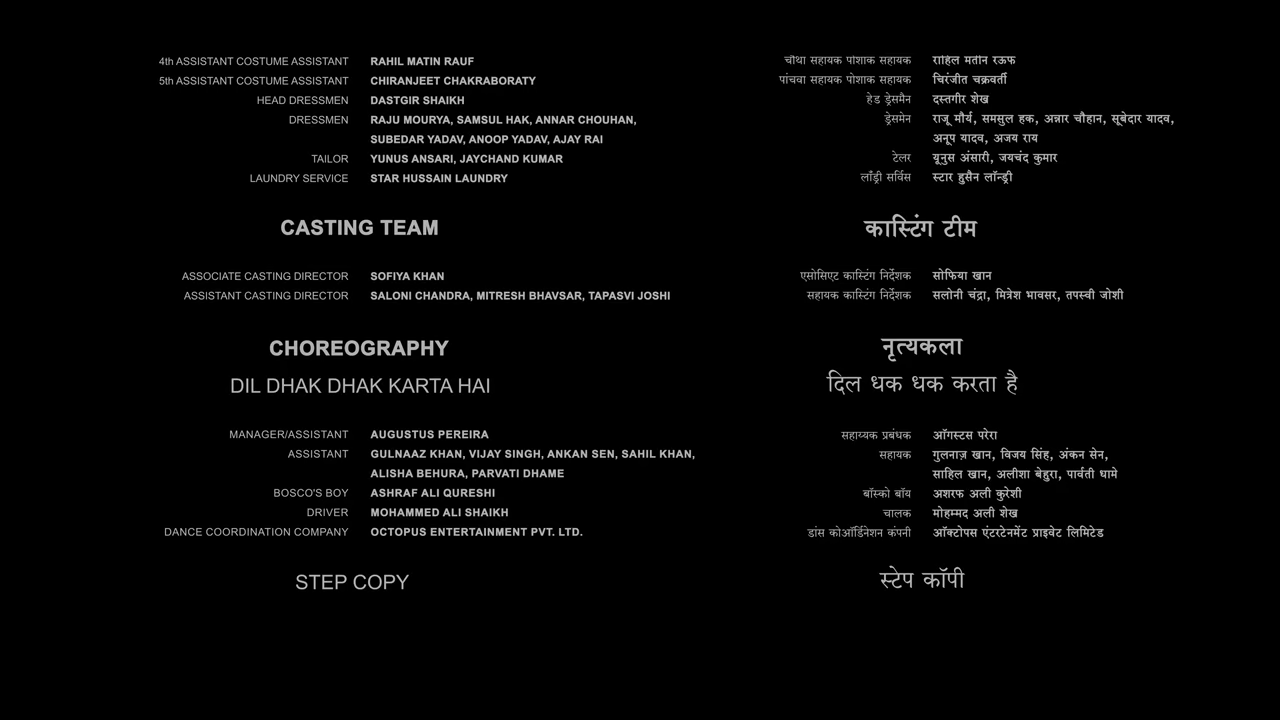 4th ASSISTANT COSTUME ASSISTANT RAHIL MATIN RAUF
5th ASSISTANT COSTUME ASSISTANT CHIRANJEET CHAKRABORATY
HEAD DRESSMEN DASTGIR SHAIKH
DRESSMEN RAJU MOURYA, SAMSUL HAK, ANNAR CHOUHAN,
SUBEDAR YADAV, ANOOP YADAV, AJAY RAI
TAILOR YUNUS ANSARI, JAYCHAND KUMAR
LAUNDRY SERVICE STAR HUSSAIN LAUNDRY
CASTING TEAM
ASSOCIATE CASTING DIRECTOR SOFIYA KHAN
ASSISTANT CASTING DIRECTOR SALONI CHANDRA, MITRESH BHAVSAR, TAPASVI JOSHI
CHOREOGRAPHY
DIL DHAK DHAK KARTA HAI
MANAGER/ASSISTANT AUGUSTUS PEREIRA
ASSISTANT GULNAAZ KHAN, VIJAY SINGH, ANKAN SEN, SAHIL KHAN,
ALISHA BEHURA, PARVATI DHAME
BOSCO'S BOY ASHRAF ALI QURESHI
DRIVER MOHAMMED ALI SHAIKH
DANCE COORDINATION COMPANY OCTOPUS ENTERTAINMENT PVT. LTD.
STEP COPY
चौथा सहायक पोशाक सहायक राहिल मतीन रऊफ
पांचवा सहायक पोशाक सहायक चिरंजीत चक्रवर्ती
हेड ड्रेसमैन दस्तगीर शेख
ड्रेसमेन राजू मौर्य, समसुल हक, अन्नार चौहान, सूबेदार यादव,
अनूप यादव, अजय राय
टेलर यूनुस अंसारी, जयचंद कुमार
लाँड्री सर्विस स्टार हुसैन लॉन्ड्री
कास्टिंग टीम
एसोसिएट कास्टिंग निर्देशक सोफिया खान
सहायक कास्टिंग निर्देशक सलोनी चंद्रा, मित्रेश भावसर, तपस्वी जोशी
नृत्यकला
दिल धक धक करता है
सहाय्यक प्रबंधक ऑगस्टस परेरा
सहायक गुलनाज़ खान, विजय सिंह, अंकन सेन,
साहिल खान, अलीशा बेहुरा, पार्वती धामे
बॉस्को बॉय अशरफ अली कुरेशी
चालक मोहम्मद अली शेख
डांस कोऑर्डिनेशन कंपनी ऑक्टोपस एंटरटेनमेंट प्राइवेट लिमिटेड
स्टेप कॉपी